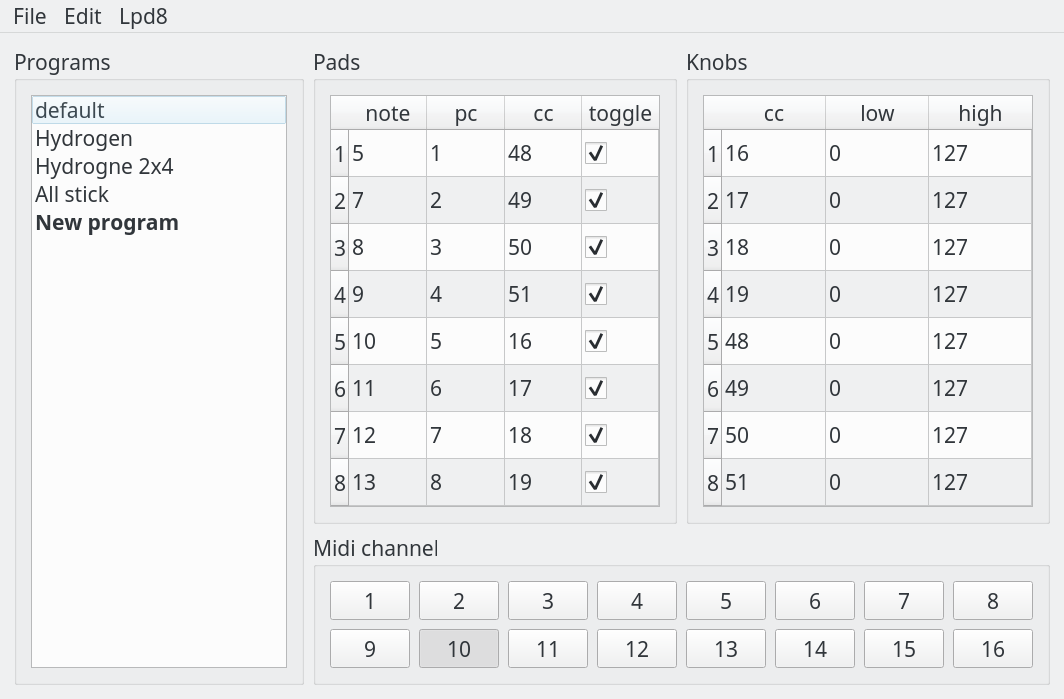 File Edit Lpd8
Programs
default
Hydrogen
Hydrogne 2x4
All stick
New program
Pads
note pc cc toggle
1 5 1 48
2 7 2 49
3 8 3 50
4 9 4 51
5 10 5 16
6 11 6 17
7 12 7 18
8 13 8 19
Knobs
cc low high
1 16 0 127
2 17 0 127
3 18 0 127
4 19 0 127
5 48 0 127
6 49 0 127
7 50 0 127
8 51 0 127
Midi channel
1 2 3 4 5 6 7 8
9 10 11 12 13 14 15 16